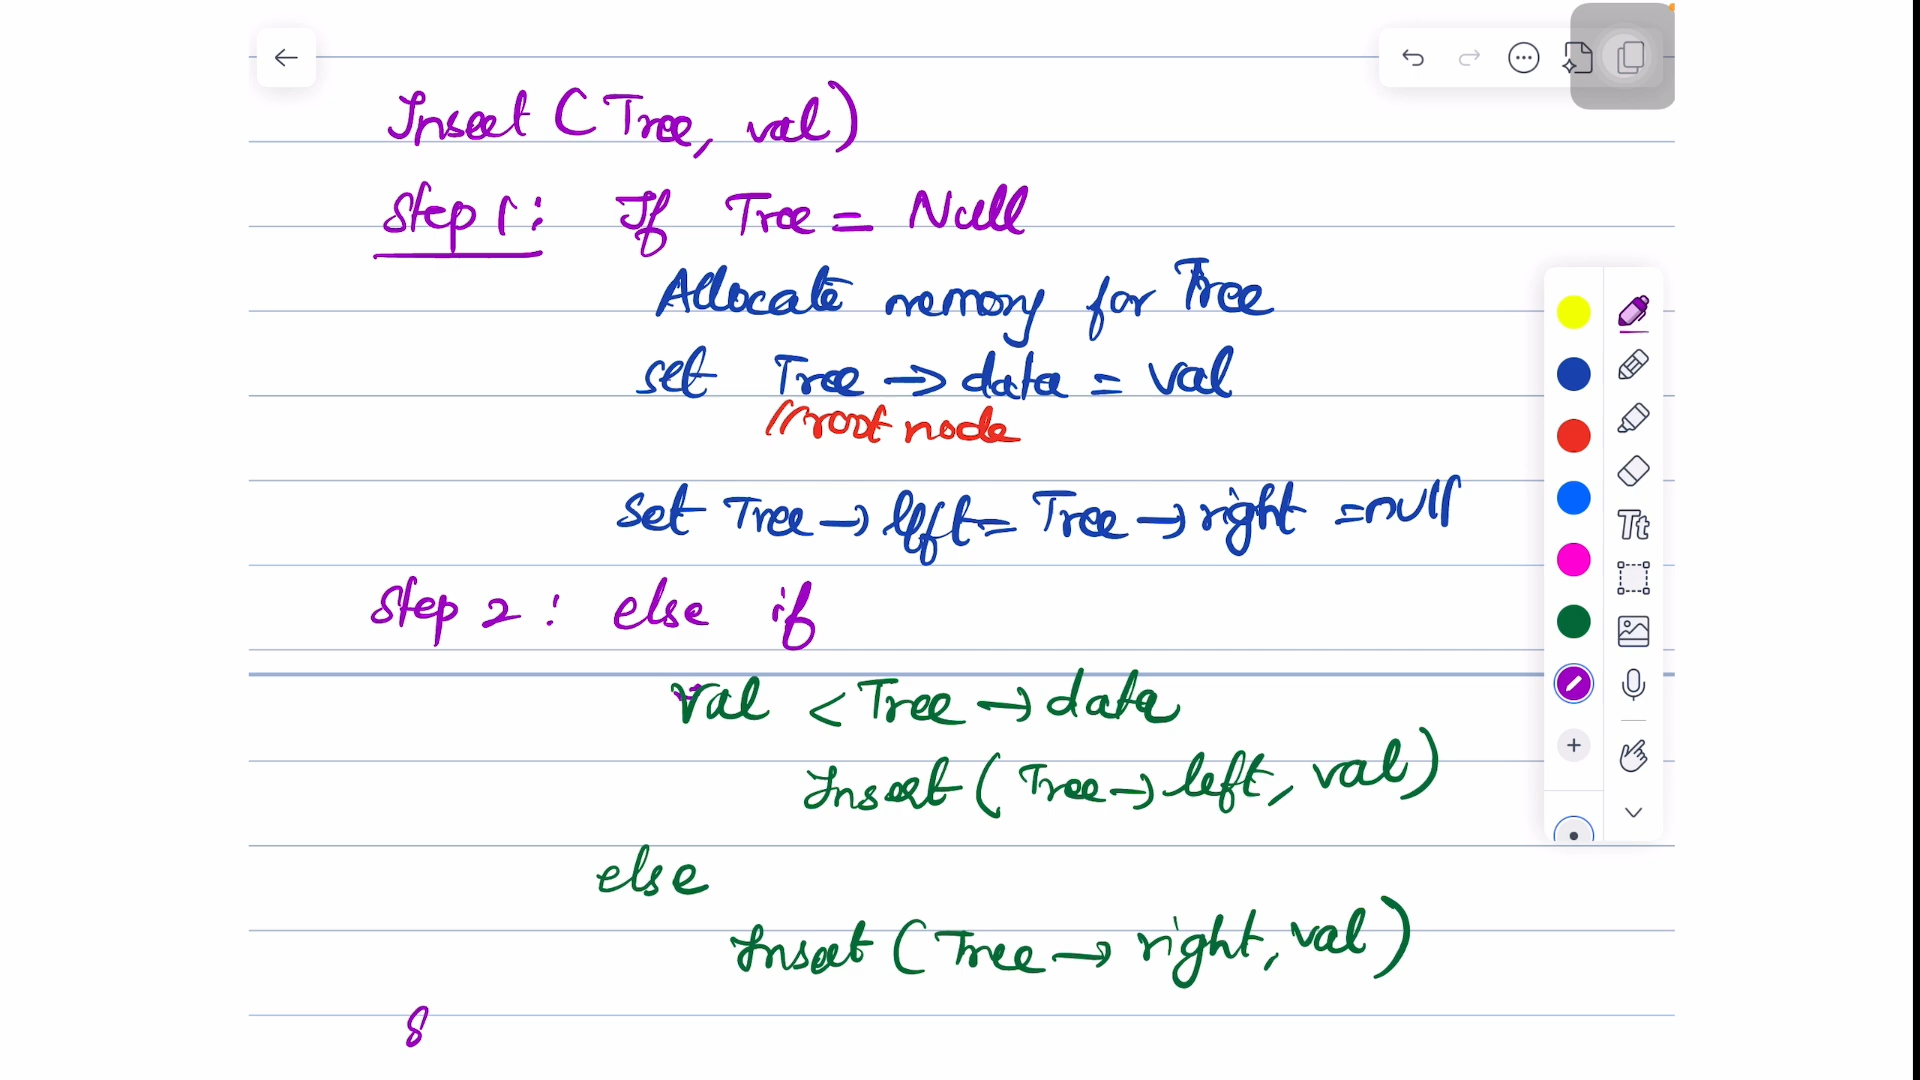 Insert (Tree, val)
Step 1: If Tree = Null
Allocate memory for Tree
set Tree → data = val
//root node
set Tree → left = Tree → right = null
Step 2: else if
val < Tree → data
Insert (Tree → left, val)
else
Insert (Tree → right, val)
Tt